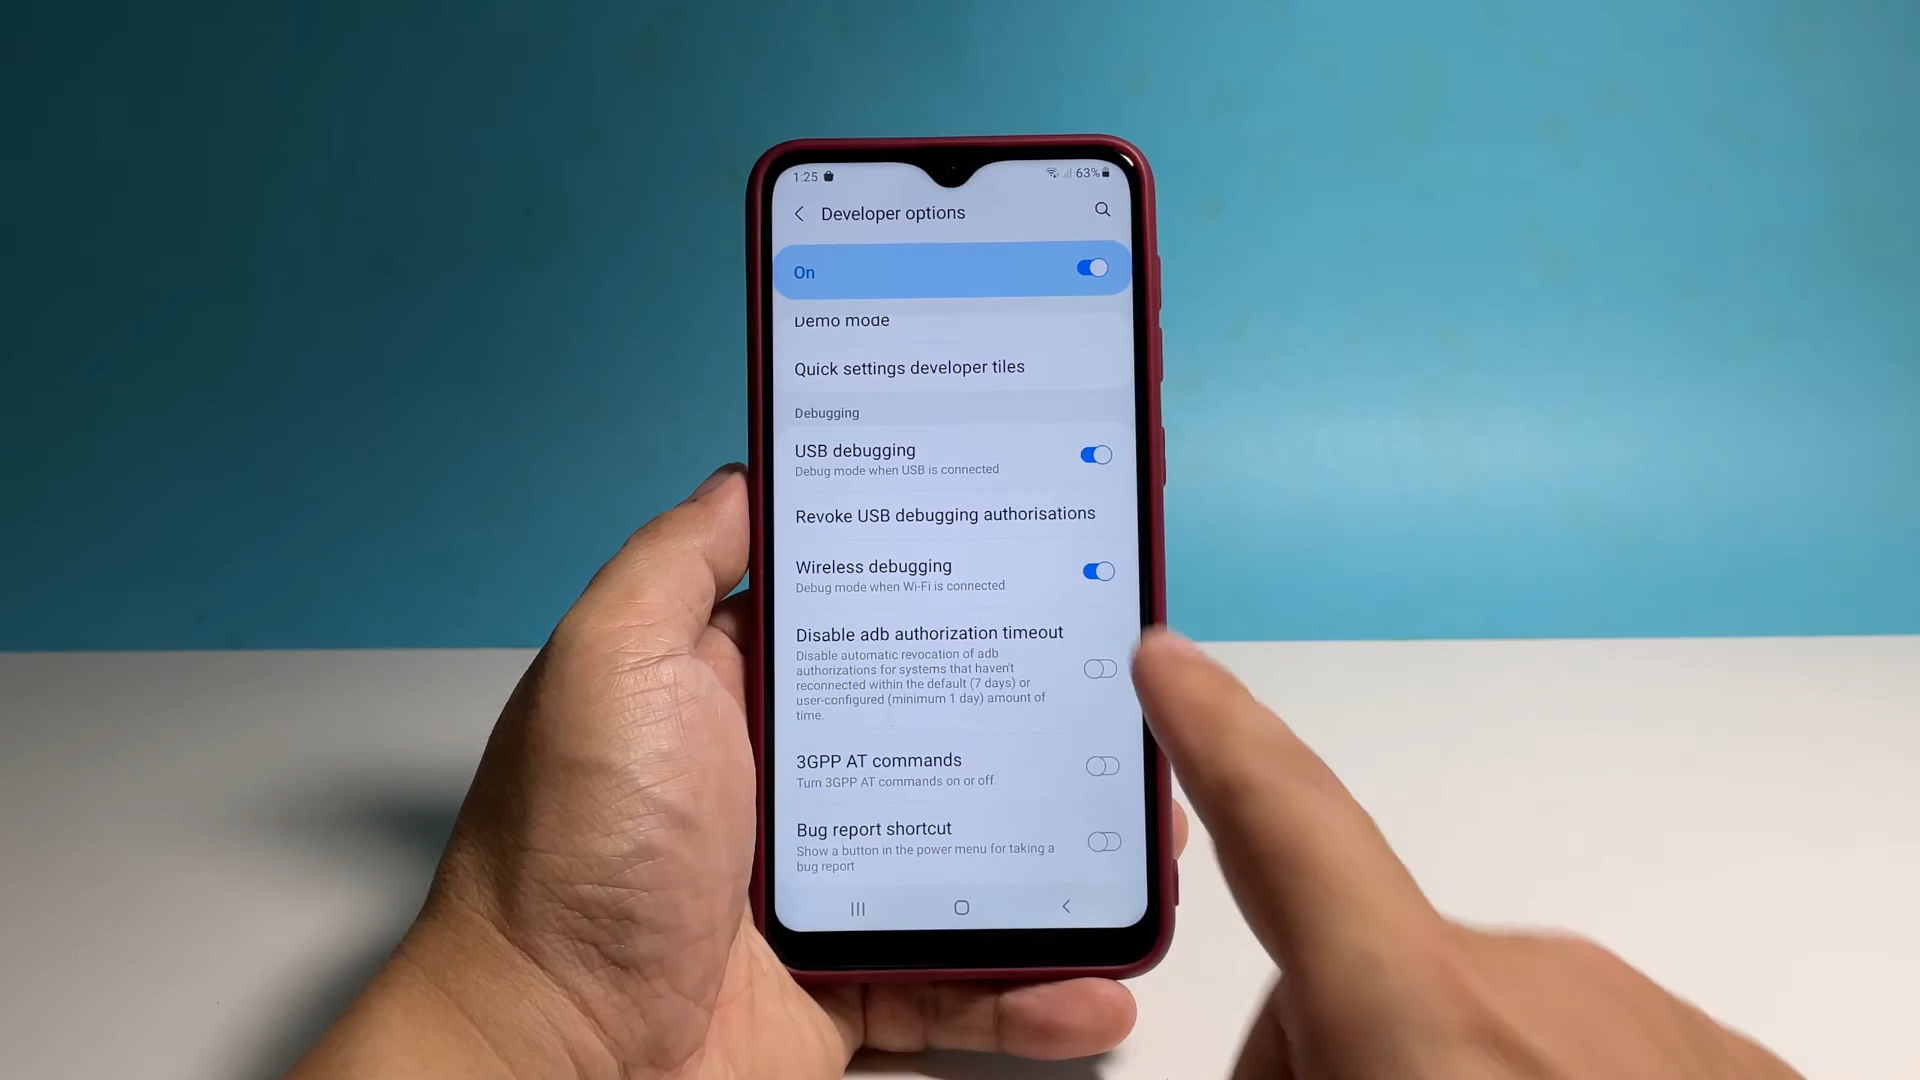 1:25 63%
Developer options
On
Demo mode
Quick settings developer tiles
Debugging
USB debugging
Debug mode when USB is connected
Revoke USB debugging authorisations
Wireless debugging
Debug mode when Wi-Fi is connected
Disable adb authorization timeout
Disable automatic revocation of adb
authorizations for systems that haven't
reconnected within the default (7 days) or
user-configured (minimum 1 day) amount of
time.
3GPP AT commands
Turn 3GPP AT commands on or off.
Bug report shortcut
Show a button in the power menu for taking a
bug report